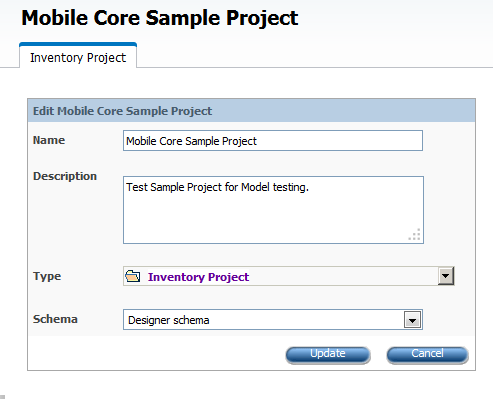 Mobile Core Sample Project
Inventory Project
Edit Mobile Core Sample Project
Name Mobile Core Sample Project
Description Test Sample Project for Model testing.
Type Inventory Project
Schema Designer schema
Update Cancel